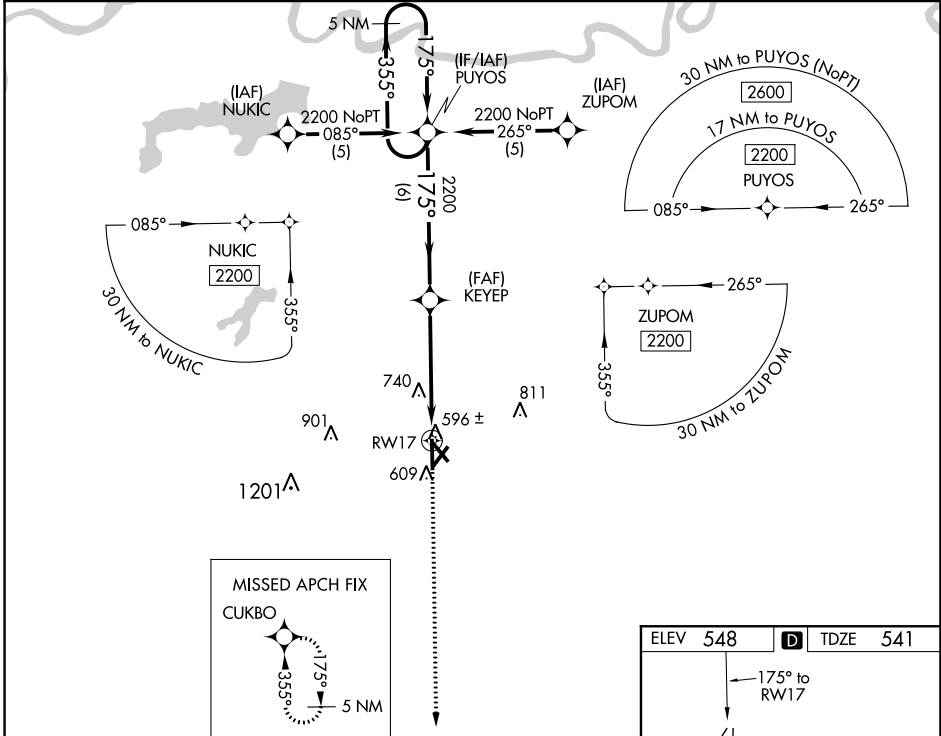 5 NM
355°
175°
(IF/IAF)
PUYOS
(IAF)
NUKIC
(IAF)
ZUPOM
2200 NoPT
085°
(5)
2200 NoPT
265°
(5)
30 NM to PUYOS (NoPT)
2600
17 NM to PUYOS
2200
PUYOS
085°
265°
2200
175°
(6)
085°
NUKIC
2200
355°
30 NM to NUKIC
(FAF)
KEYEP
265°
ZUPOM
2200
355°
30 NM to ZUPOM
740
811
901
596 ±
RW17
609
1201
MISSED APCH FIX
CUKBO
355°
175°
5 NM
ELEV 548 D TDZE 541
175° to
RW17